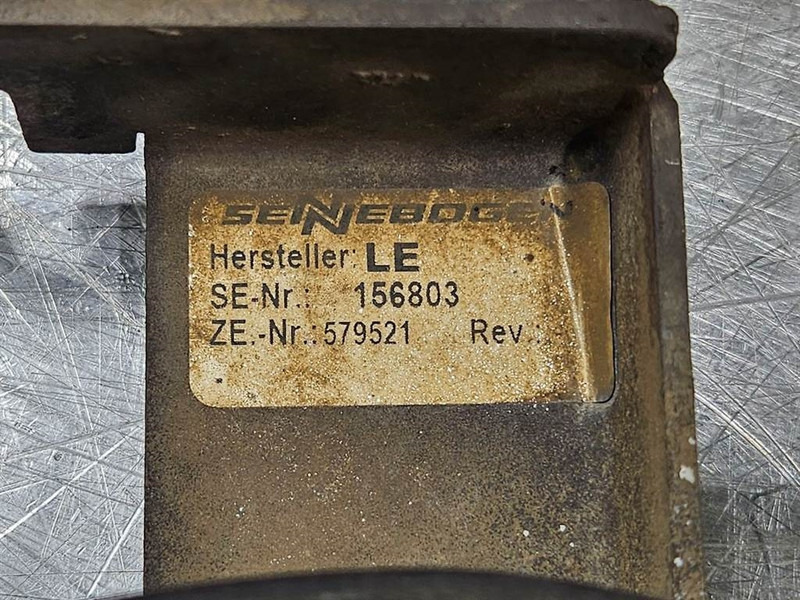 SENNEBOGEN
Hersteller: LE
SE-Nr.: 156803
ZE.-Nr.: 579521 Rev.: -